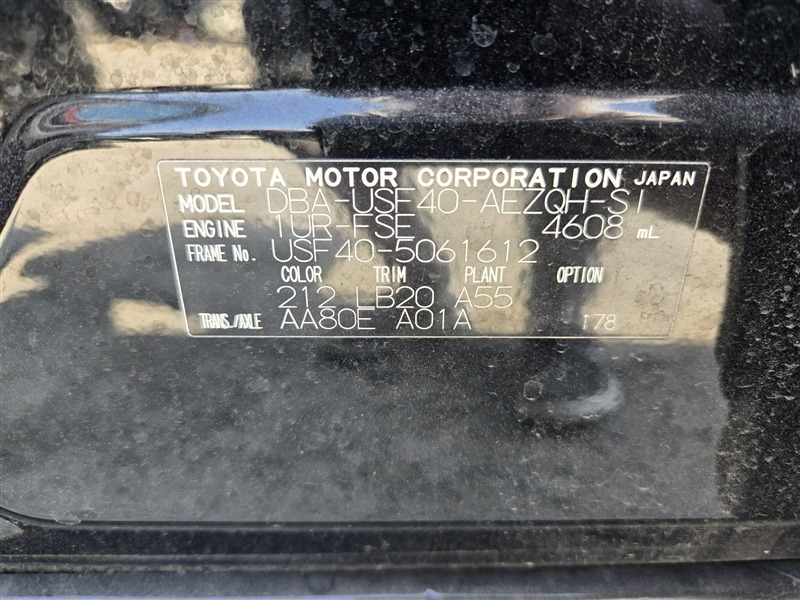 TOYOTA MOTOR CORPORATION JAPAN
MODEL DBA-USF40-AEZQH-SI
ENGINE 1UR-FSE 4608 mL
FRAME No. USF40-5061612
COLOR TRIM PLANT OPTION
212 LB20 A55
TRANS./AXLE AA80E A01A 178